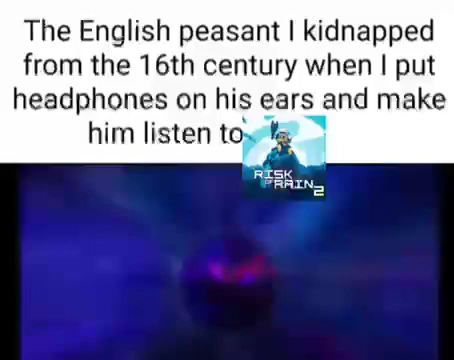 The English peasant I kidnapped
from the 16th century when I put
headphones on his ears and make
him listen to
RISK
OF RAIN
2